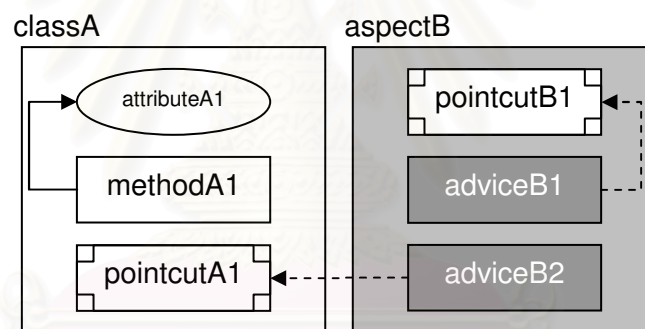 classA
attributeA1
methodA1
pointcutA1
aspectB
pointcutB1
adviceB1
adviceB2